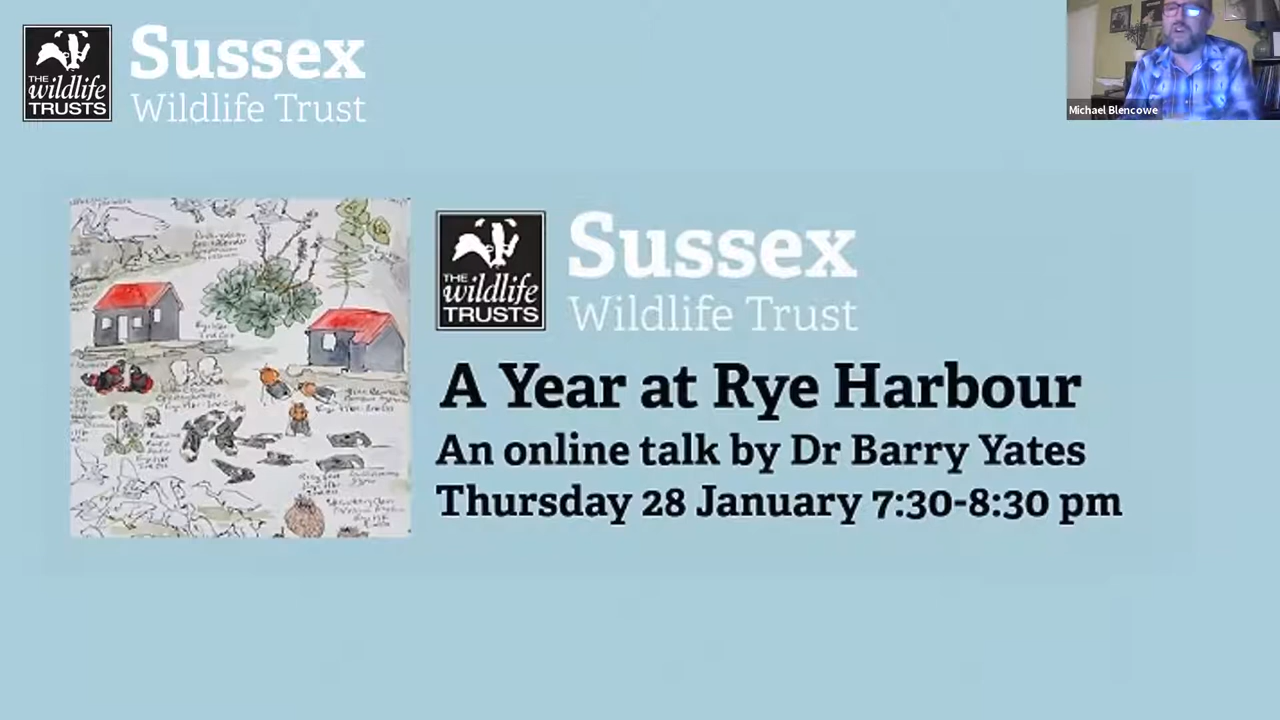 THE
wildlife
TRUSTS
Sussex
Wildlife Trust
Michael Blencowe
THE
wildlife
TRUSTS
Sussex
Wildlife Trust
A Year at Rye Harbour
An online talk by Dr Barry Yates
Thursday 28 January 7:30-8:30 pm